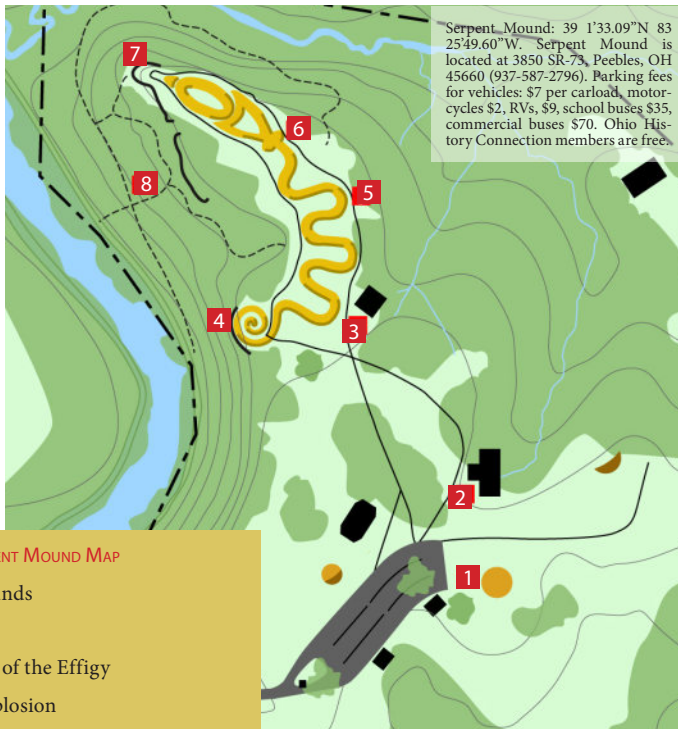 Serpent Mound: 39 1'33.09"N 83
25'49.60"W. Serpent Mound is
located at 3850 SR-73, Peebles, OH
45660 (937-587-2796). Parking fees
for vehicles: $7 per carload, motor-
cycles $2, RVs, $9, school buses $35,
commercial buses $70. Ohio His-
tory Connection members are free.
7
6
8
5
4
3
2
1
ENT MOUND MAP
nds
of the Effigy
plosion